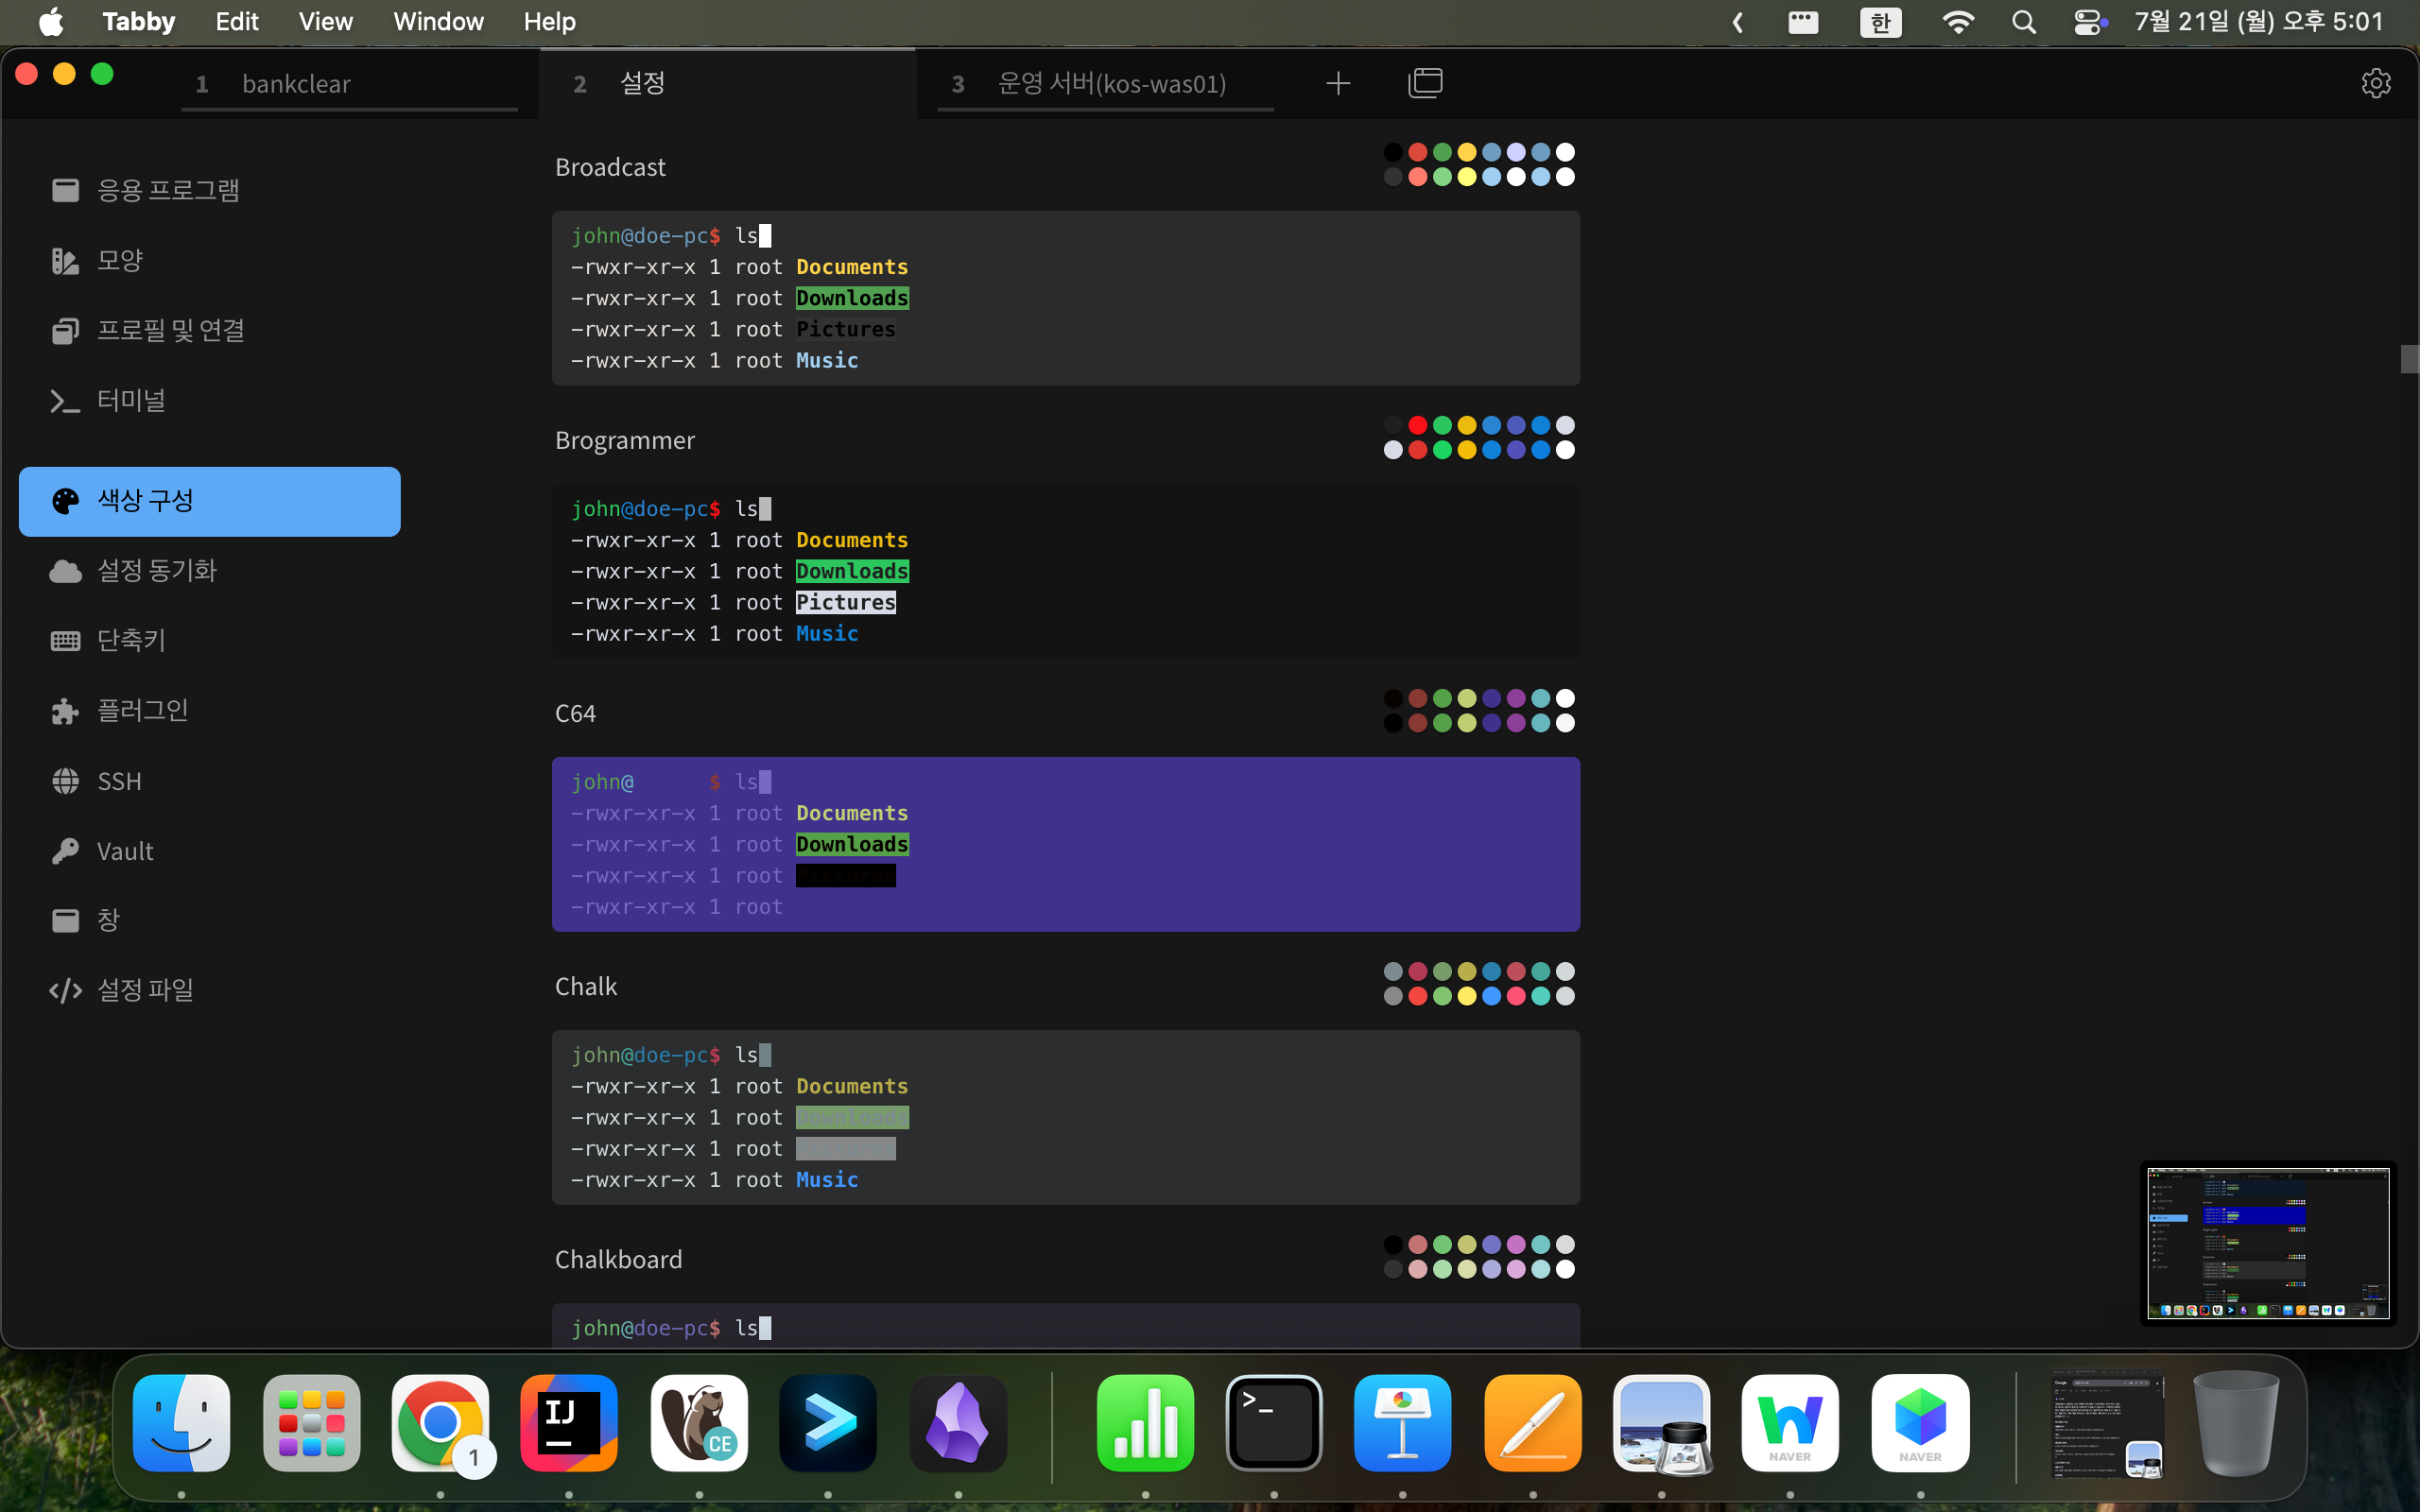 Tabby Edit View Window Help
한 7월 21일 (월) 오후 5:01
1 bankclear
2 설정
3 운영 서버(kos-was01)
응용 프로그램
모양
프로필 및 연결
터미널
색상 구성
설정 동기화
단축키
플러그인
SSH
Vault
창
설정 파일
Broadcast
john@doe-pc$ ls
-rwxr-xr-x 1 root Documents
-rwxr-xr-x 1 root Downloads
-rwxr-xr-x 1 root Pictures
-rwxr-xr-x 1 root Music
Brogrammer
john@doe-pc$ ls
-rwxr-xr-x 1 root Documents
-rwxr-xr-x 1 root Downloads
-rwxr-xr-x 1 root Pictures
-rwxr-xr-x 1 root Music
C64
john@ $ ls
-rwxr-xr-x 1 root Documents
-rwxr-xr-x 1 root Downloads
-rwxr-xr-x 1 root Pictures
-rwxr-xr-x 1 root
Chalk
john@doe-pc$ ls
-rwxr-xr-x 1 root Documents
-rwxr-xr-x 1 root Downloads
-rwxr-xr-x 1 root
-rwxr-xr-x 1 root Music
Chalkboard
john@doe-pc$ ls
1
IJ
CE
>_
NAVER
NAVER